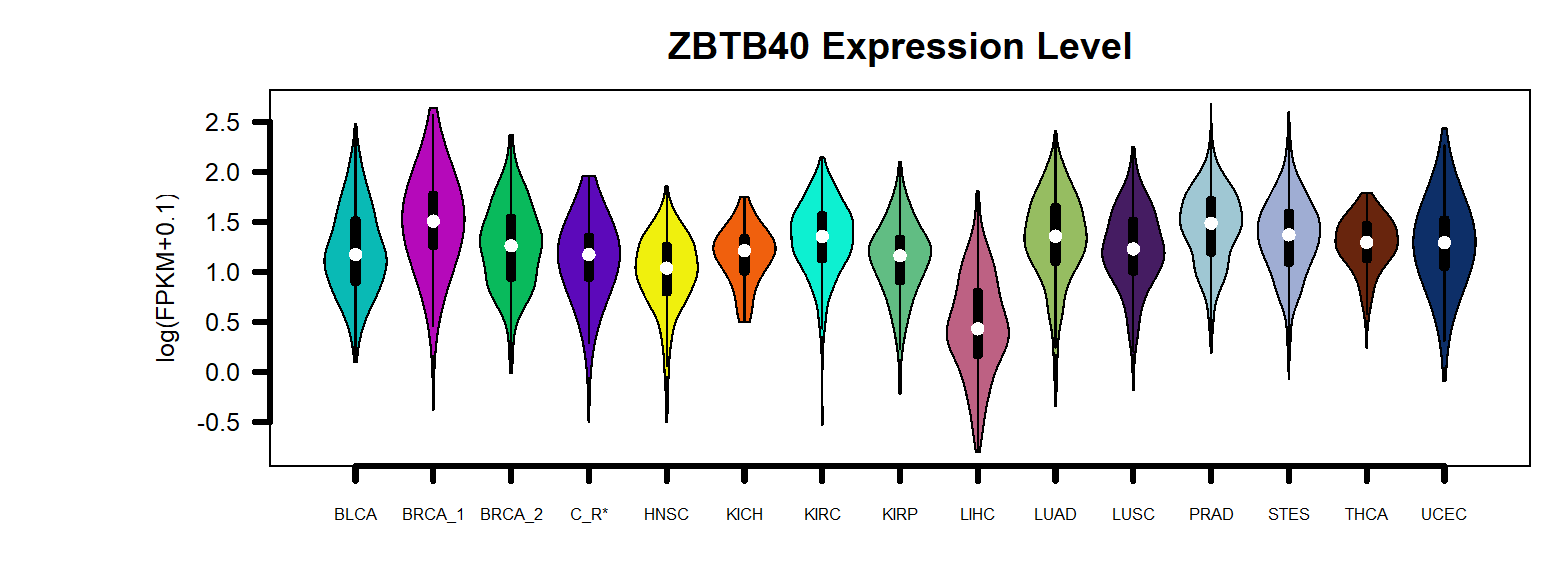 ZBTB40 Expression Level
log(FPKM+0.1)
2.5
2.0
1.5
1.0
0.5
0.0
-0.5
BLCA BRCA_1 BRCA_2 C_R* HNSC KICH KIRC KIRP LIHC LUAD LUSC PRAD STES THCA UCEC